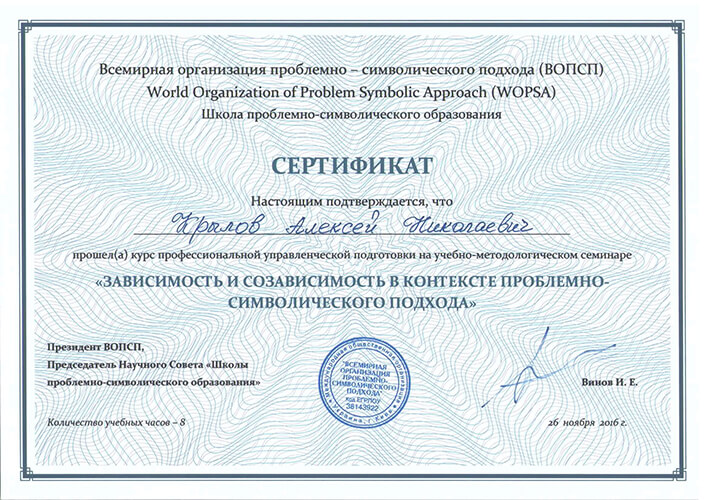 Всемирная организация проблемно – символического подхода (ВОПСП)
World Organization of Problem Symbolic Approach (WOPSA)
Школа проблемно-символического образования
СЕРТИФИКАТ
Настоящим подтверждается, что
Крылов Алексей Николаевич
прошел(а) курс профессиональной управленческой подготовки на учебно-методологическом семинаре
«ЗАВИСИМОСТЬ И СОЗАВИСИМОСТЬ В КОНТЕКСТЕ ПРОБЛЕМНО-
СИМВОЛИЧЕСКОГО ПОДХОДА»
Президент ВОПСП,
Председатель Научного Совета «Школы
проблемно-символического образования»
Международная общественная организация
"ВСЕМИРНАЯ
ОРГАНИЗАЦИЯ
ПРОБЛЕМНО-
СИМВОЛИЧЕСКОГО
ПОДХОДА"
код ЕГРПОУ
38143922
Украина, г. Киев
Винов И. Е.
Количество учебных часов – 8
26 ноября 2016 г.